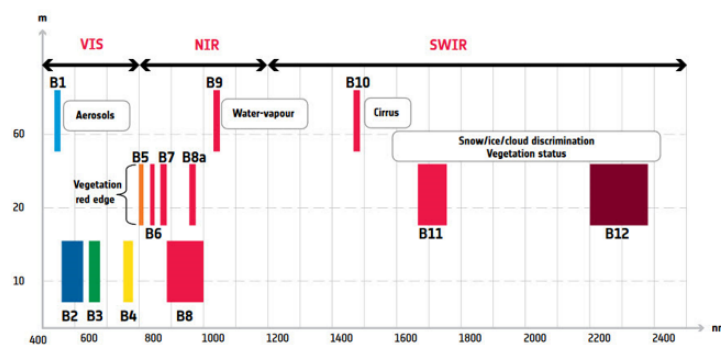 m
VIS NIR SWIR
B1 B9 B10
Aerosols Water-vapour Cirrus
60
Snow/ice/cloud discrimination
Vegetation status
B5 B7 B8a
Vegetation
red edge
20
B6 B11 B12
10
B2 B3 B4 B8
400 600 800 1000 1200 1400 1600 1800 2000 2200 2400 nm